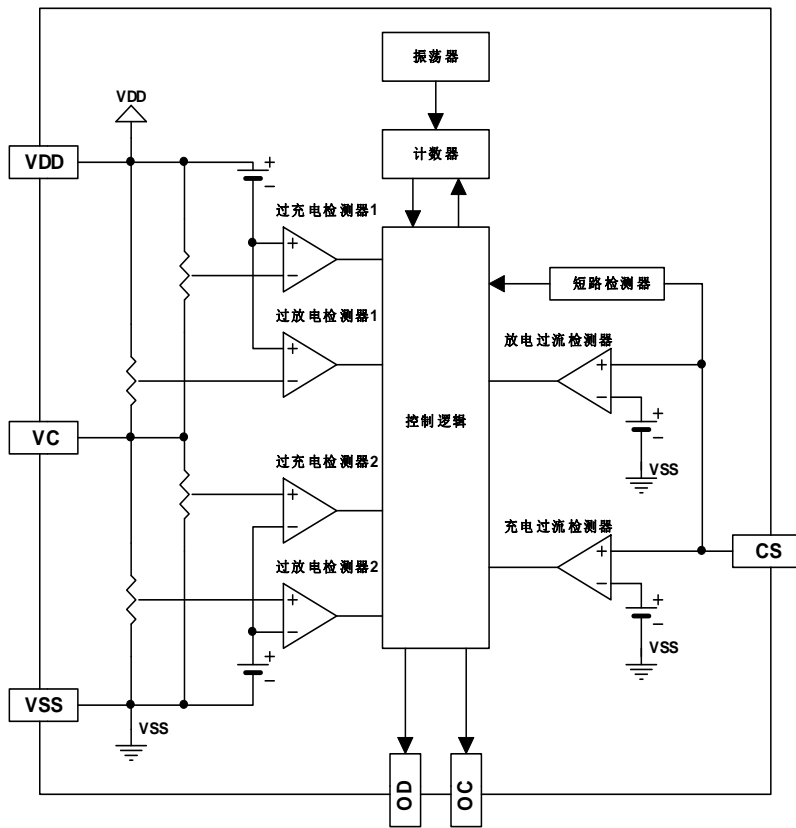 振荡器
VDD
计数器
VDD
+
−
过充电检测器1
+
−
短路检测器
过放电检测器1
+
−
放电过流检测器
+
−
+
−
VSS
控制逻辑
VC
过充电检测器2
+
−
充电过流检测器
+
−
CS
过放电检测器2
+
−
+
−
VSS
+
−
VSS
VSS
OD
OC